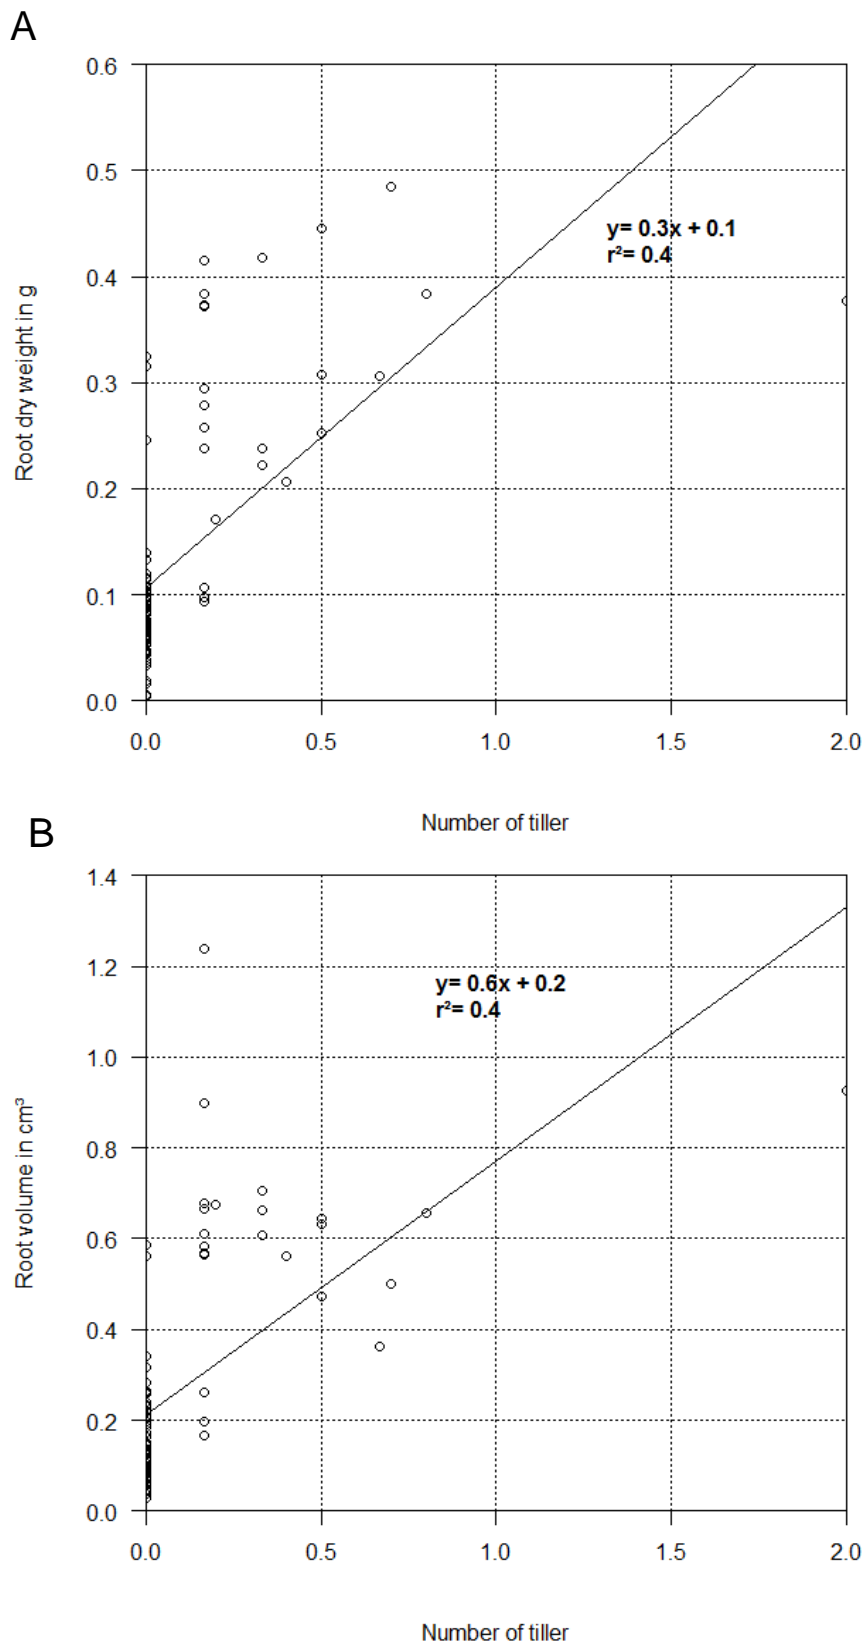 A
0.6
0.5
0.4
0.3
0.2
0.1
0.0
Root dry weight in g
y= 0.3x + 0.1
r²= 0.4
0.0 0.5 1.0 1.5 2.0
Number of tiller
B
1.4
1.2
1.0
0.8
0.6
0.4
0.2
0.0
Root volume in cm³
y= 0.6x + 0.2
r²= 0.4
0.0 0.5 1.0 1.5 2.0
Number of tiller